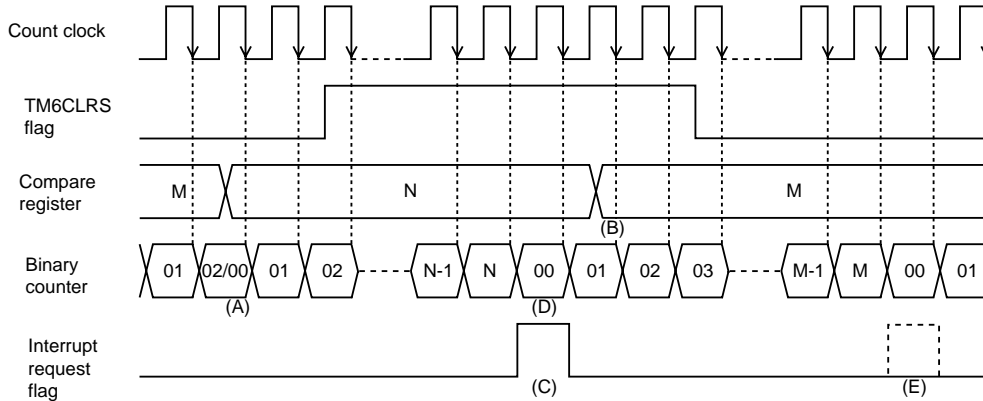 Count clock
TM6CLRS
flag
Compare
register
M
N
M
(B)
Binary
counter
01
02/00
01
02
N-1
N
00
01
02
03
M-1
M
00
01
(A)
(D)
Interrupt
request
flag
(C)
(E)